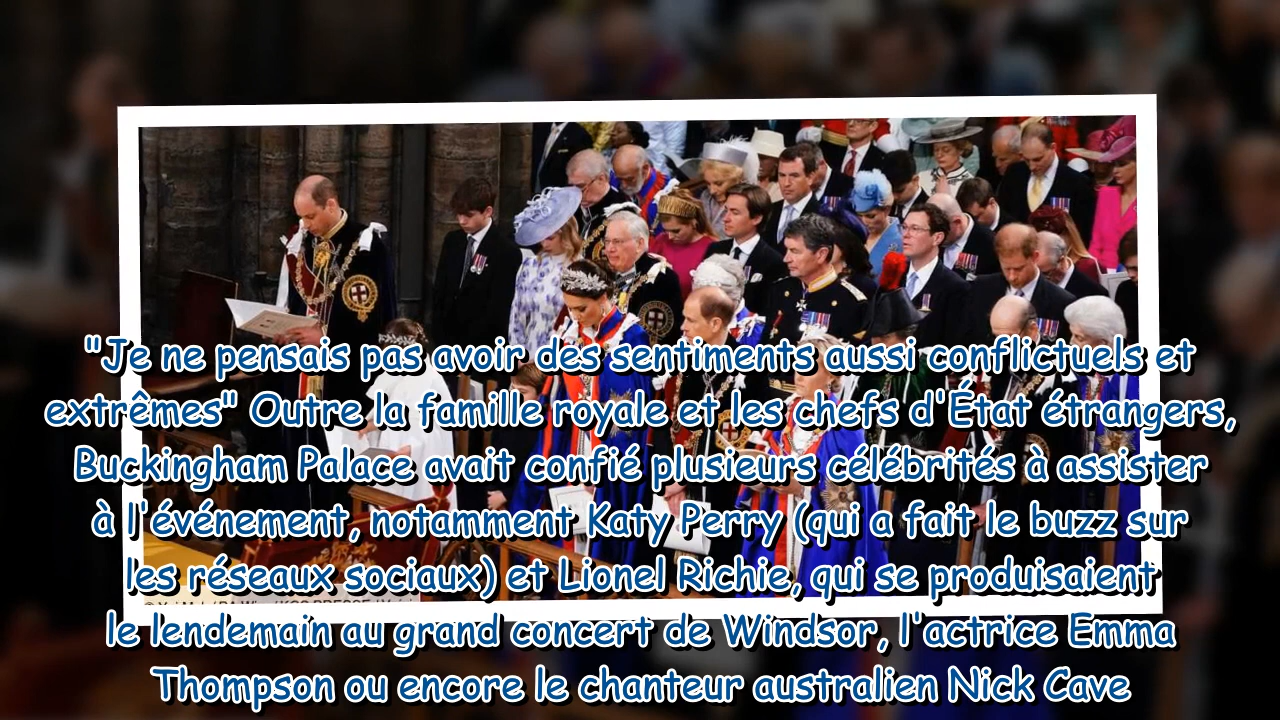 "Je ne pensais pas avoir des sentiments aussi conflictuels et
extrêmes" Outre la famille royale et les chefs d'État étrangers,
Buckingham Palace avait confié plusieurs célébrités à assister
à l'événement, notamment Katy Perry (qui a fait le buzz sur
les réseaux sociaux) et Lionel Richie, qui se produisaient
le lendemain au grand concert de Windsor, l'actrice Emma
Thompson ou encore le chanteur australien Nick Cave